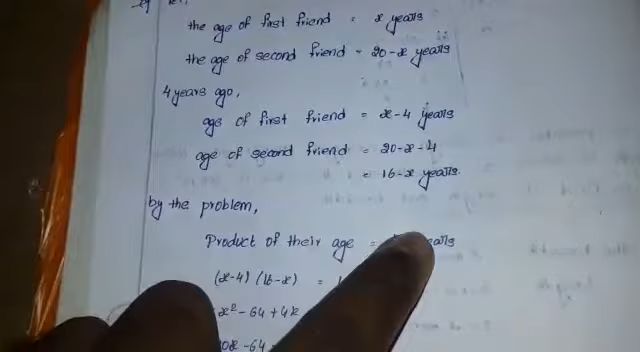 let,
the age of first friend = x years
the age of second friend = 20-x years
4 years ago,
age of first friend = x-4 years
age of second friend = 20-x-4
= 16-x years.
by the problem,
Product of their age =
(x-4) (16-x) =
x² - 64 + 4x
- 64